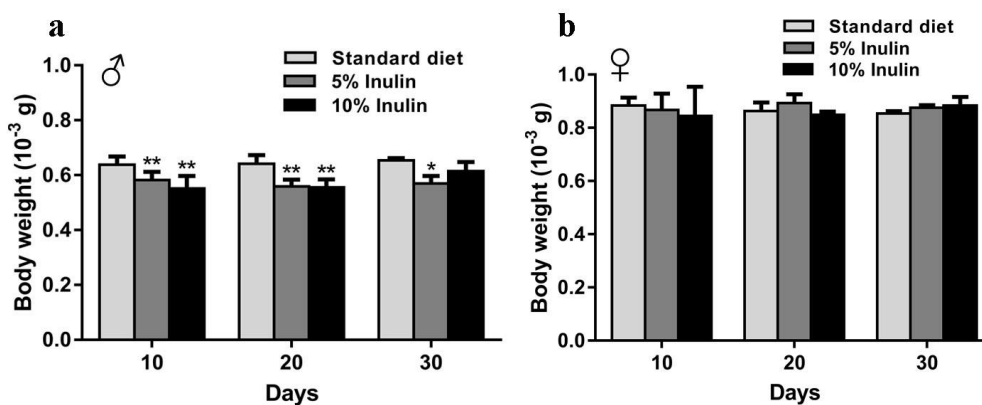 a
♂
Standard diet
5% Inulin
10% Inulin
Body weight (10⁻³ g)
1.0
0.8
0.6
0.4
0.2
0.0
** ** ** ** *
10 20 30
Days
b
♀
Standard diet
5% Inulin
10% Inulin
Body weight (10⁻³ g)
1.0
0.8
0.6
0.4
0.2
0.0
10 20 30
Days